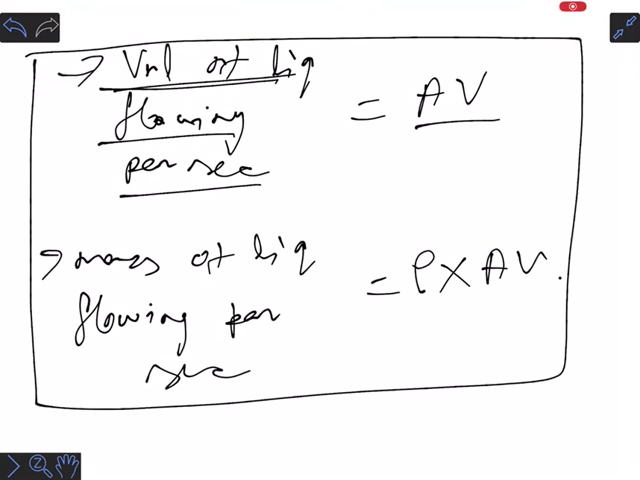 → Vol of liq
flowing = AV
per sec
→ mass of liq
flowing per = ρ × AV.
sec